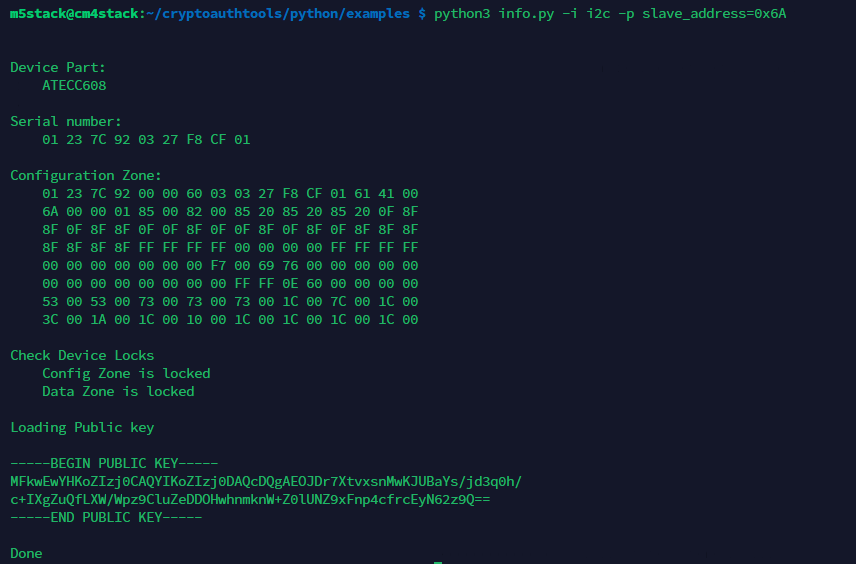 m5stack@cm4stack:~/cryptoauthtools/python/examples $ python3 info.py -i i2c -p slave_address=0x6A
Device Part:
ATECC608
Serial number:
01 23 7C 92 03 27 F8 CF 01
Configuration Zone:
01 23 7C 92 00 00 60 03 03 27 F8 CF 01 61 41 00
6A 00 00 01 85 00 82 00 85 20 85 20 85 20 0F 8F
8F 0F 8F 8F 0F 0F 8F 0F 0F 8F 0F 8F 0F 8F 8F 8F
8F 8F 8F 8F FF FF FF FF 00 00 00 00 FF FF FF FF
00 00 00 00 00 00 00 F7 00 69 76 00 00 00 00 00
00 00 00 00 00 00 00 00 FF FF 0E 60 00 00 00 00
53 00 53 00 73 00 73 00 73 00 1C 00 7C 00 1C 00
3C 00 1A 00 1C 00 10 00 1C 00 1C 00 1C 00 1C 00
Check Device Locks
Config Zone is locked
Data Zone is locked
Loading Public key
-----BEGIN PUBLIC KEY-----
MFkwEwYHKoZIzj0CAQYIKoZIzj0DAQcDQgAEOJDr7XtvxsnMwKJUBaYs/jd3q0h/
c+IXgZuQfLXW/Wpz9CluZeDDOHwhnmknW+Z0lUNZ9xFnp4cfrcEyN62z9Q==
-----END PUBLIC KEY-----
Done